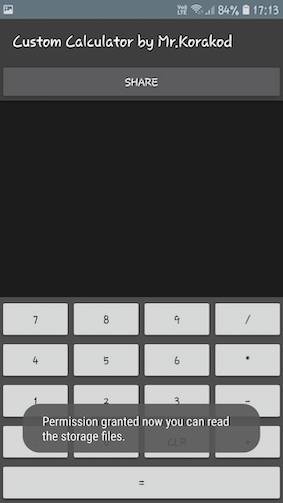 VoB LTE 84% 17:13
Custom Calculator by Mr.Korakod
SHARE
7 8 9 /
4 5 6 *
1 2 3 -
Permission granted now you can read
the storage files.
CLR +
=